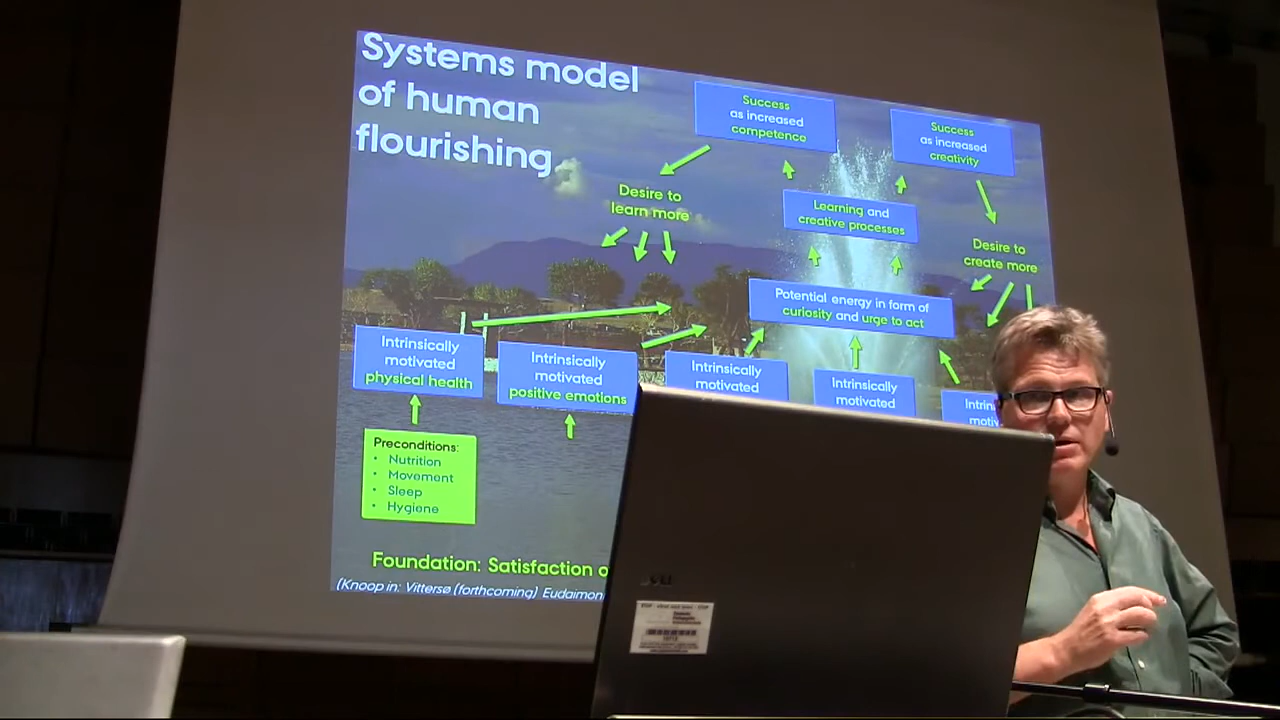 Systems model
of human
flourishing
Success
as increased
competence
Success
as increased
creativity
Desire to
learn more
Learning and
creative processes
Desire to
create more
Potential energy in form of
curiosity and urge to act
Intrinsically
motivated
physical health
Intrinsically
motivated
positive emotions
Intrinsically
motivated
Intrinsically
motivated
Preconditions:
• Nutrition
• Movement
• Sleep
• Hygiene
Foundation: Satisfaction
(Knoop in: Vittersø (forthcoming)